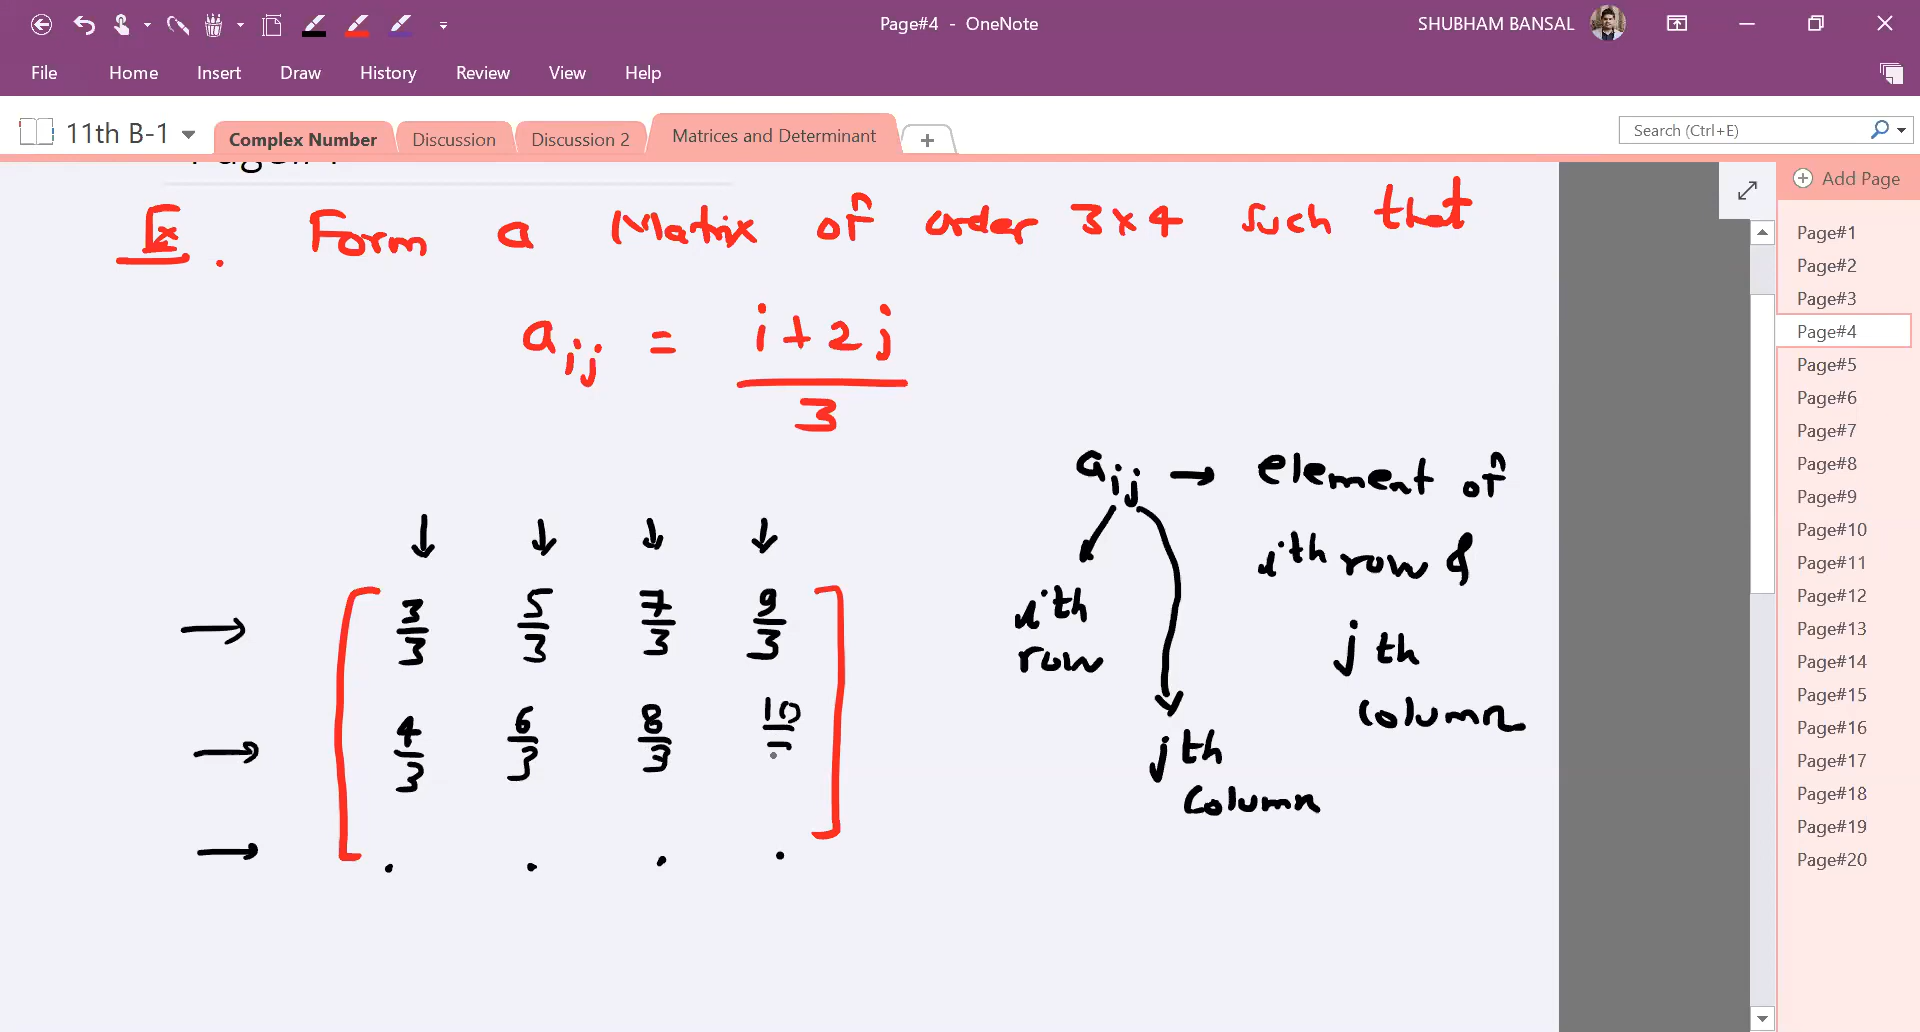 Page#4 - OneNote
SHUBHAM BANSAL
File Home Insert Draw History Review View Help
11th B-1 Complex Number Discussion Discussion 2 Matrices and Determinant +
Search (Ctrl+E)
Add Page
Page#1
Page#2
Page#3
Page#4
Page#5
Page#6
Page#7
Page#8
Page#9
Page#10
Page#11
Page#12
Page#13
Page#14
Page#15
Page#16
Page#17
Page#18
Page#19
Page#20
Ex. Form a Matrix of order 3x4 such that
aij = i+2j
3
aij → element of
ith row &
jth
column
ith
row
jth
column
3/3 5/3 7/3 9/3
4/3 6/3 8/3 10
. . . .